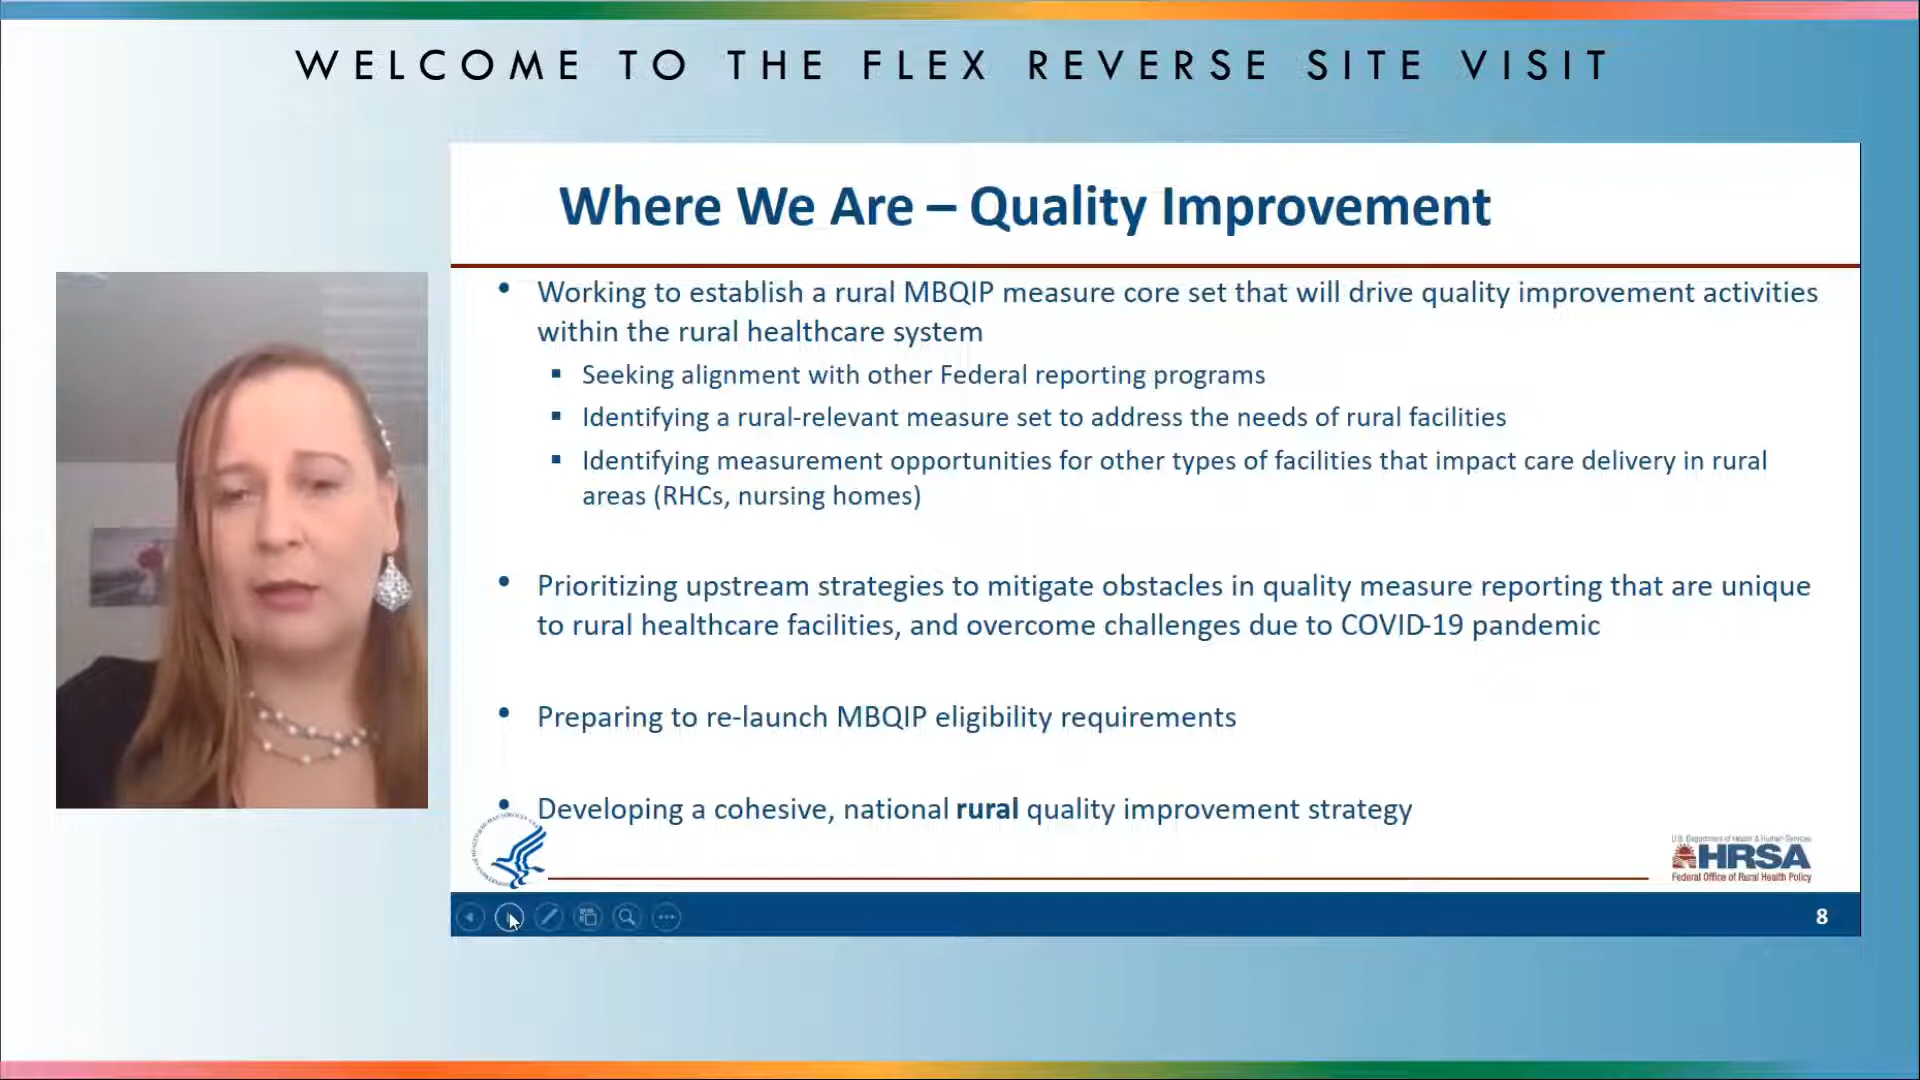 WELCOME TO THE FLEX REVERSE SITE VISIT
Where We Are – Quality Improvement
• Working to establish a rural MBQIP measure core set that will drive quality improvement activities
within the rural healthcare system
▪ Seeking alignment with other Federal reporting programs
▪ Identifying a rural-relevant measure set to address the needs of rural facilities
▪ Identifying measurement opportunities for other types of facilities that impact care delivery in rural
areas (RHCs, nursing homes)
• Prioritizing upstream strategies to mitigate obstacles in quality measure reporting that are unique
to rural healthcare facilities, and overcome challenges due to COVID-19 pandemic
• Preparing to re-launch MBQIP eligibility requirements
• Developing a cohesive, national rural quality improvement strategy
U.S. Department of Health & Human Services
HRSA
Federal Office of Rural Health Policy
8